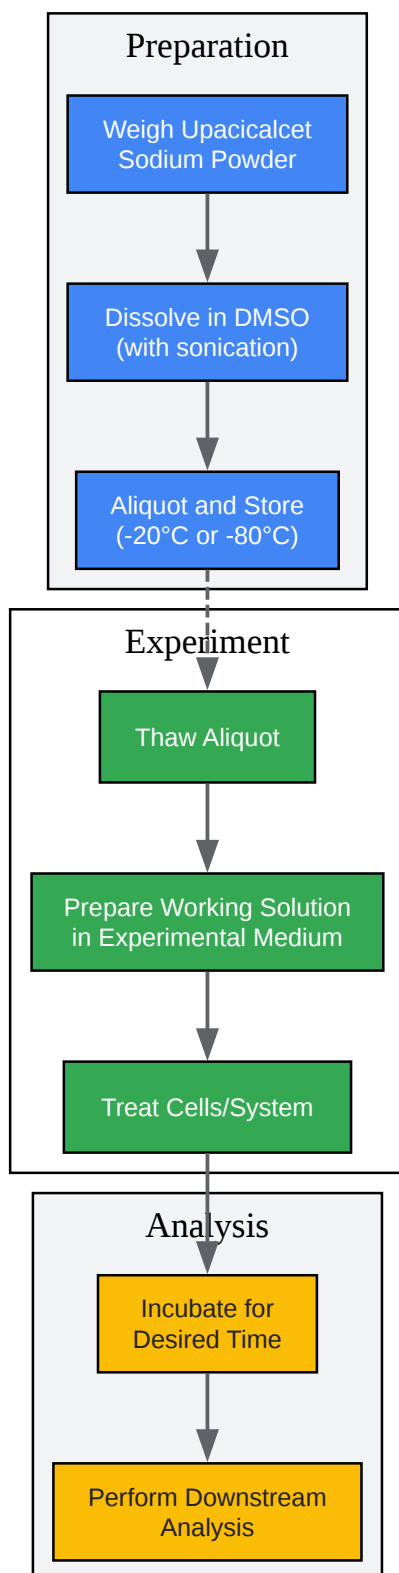 Preparation
Weigh Upacicalcet
Sodium Powder
Dissolve in DMSO
(with sonication)
Aliquot and Store
(-20°C or -80°C)
Experiment
Thaw Aliquot
Prepare Working Solution
in Experimental Medium
Treat Cells/System
Analysis
Incubate for
Desired Time
Perform Downstream
Analysis